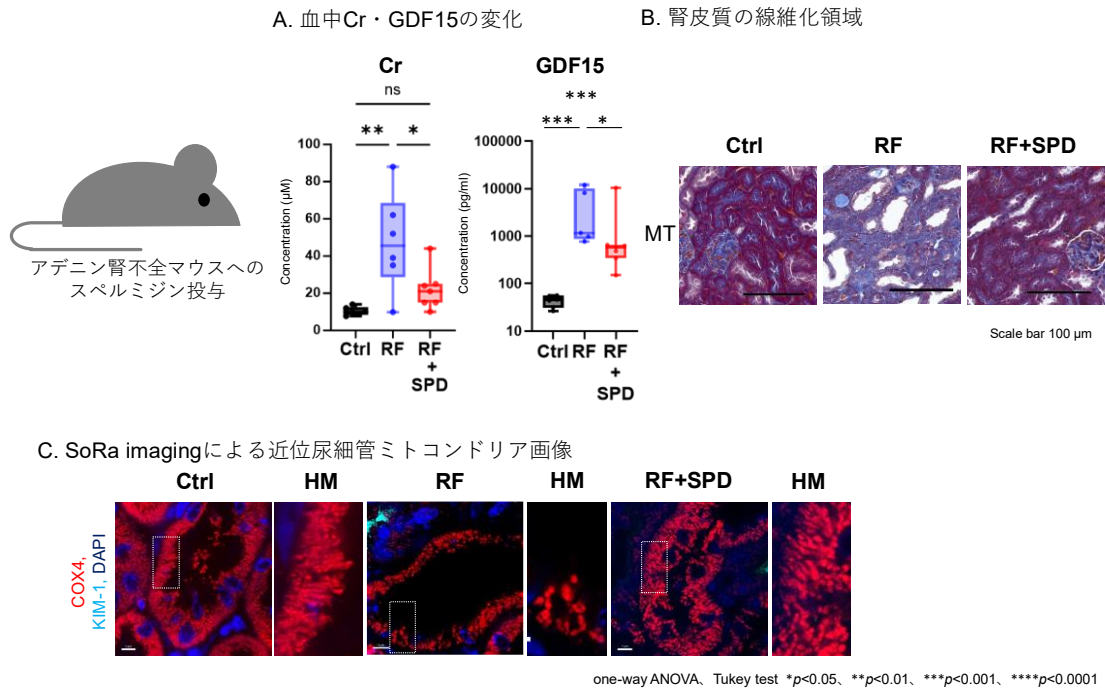 A. 血中Cr・GDF15の変化
B. 腎皮質の線維化領域
アデニン腎不全マウスへの
スペルミジン投与
Cr
ns
** *
Concentration (µM)
100
80
60
40
20
0
Ctrl RF RF
+
SPD
GDF15
***
*** *
Concentration (pg/ml)
100000
10000
1000
100
10
Ctrl RF RF
+
SPD
Ctrl RF RF+SPD
MT
Scale bar 100 µm
C. SoRa imagingによる近位尿細管ミトコンドリア画像
Ctrl HM RF HM RF+SPD HM
COX4,
KIM-1, DAPI
one-way ANOVA、Tukey test *p<0.05、**p<0.01、***p<0.001、****p<0.0001